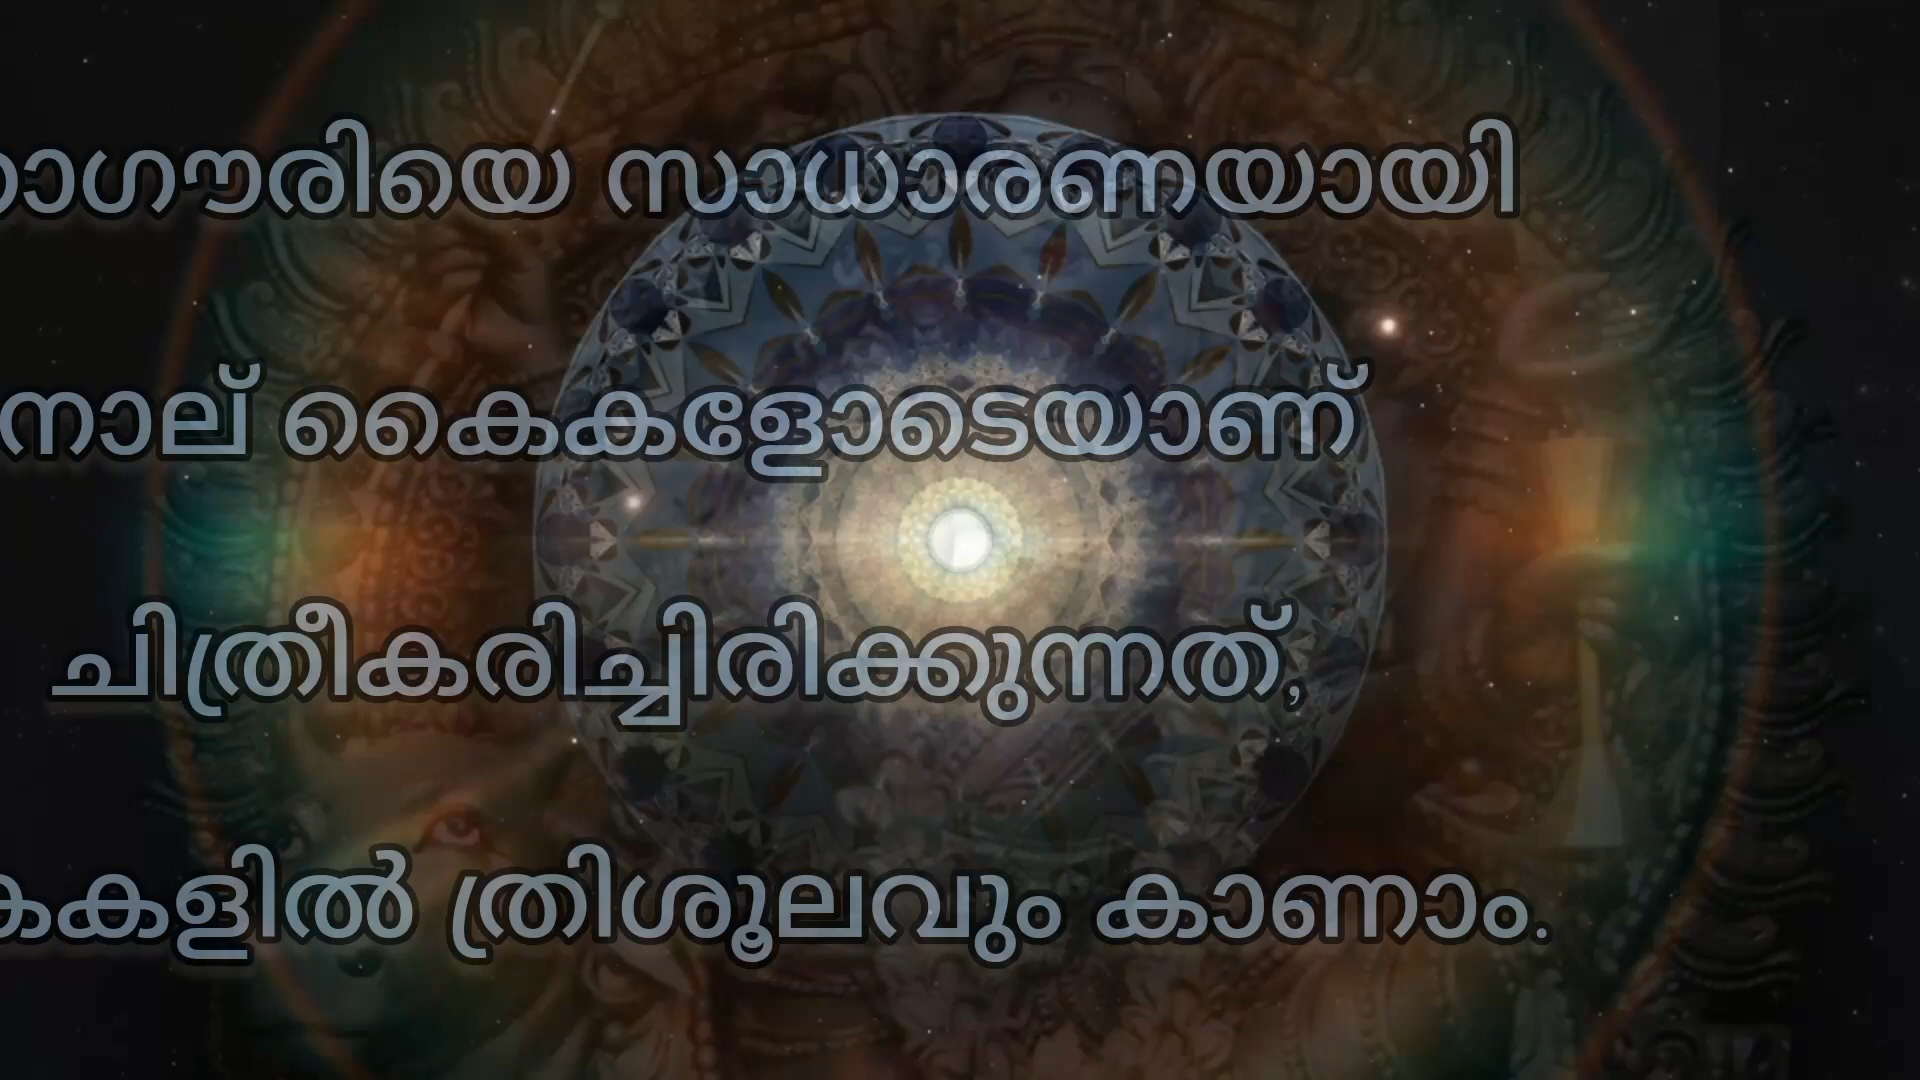 ാഗൗരിയെ സാധാരണയായി
നാല് കൈകളോടെയാണ്
ചിത്രീകരിച്ചിരിക്കുന്നത്,
കകളിൽ ത്രിശൂലവും കാണാം.